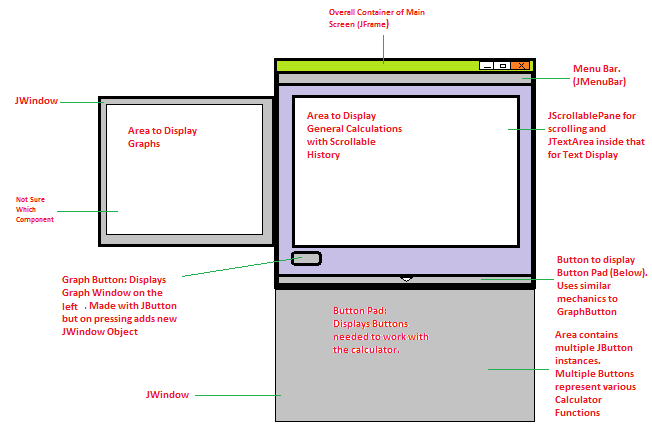 Overall Container of Main
Screen (JFrame)
Menu Bar.
(JMenuBar)
JWindow
Area to Display
Graphs
Area to Display
General Calculations
with Scrollable
History
JScrollablePane for
scrolling and
JTextArea inside that
for Text Display
Not Sure
Which
Component
Graph Button: Displays
Graph Window on the
left . Made with JButton
but on pressing adds new
JWindow Object
Button to display
Button Pad (Below).
Uses similar
mechanics to
GraphButton
Button Pad:
Displays Buttons
needed to work with
the calculator.
Area contains
multiple JButton
instances.
Multiple Buttons
represent various
Calculator
Functions
JWindow